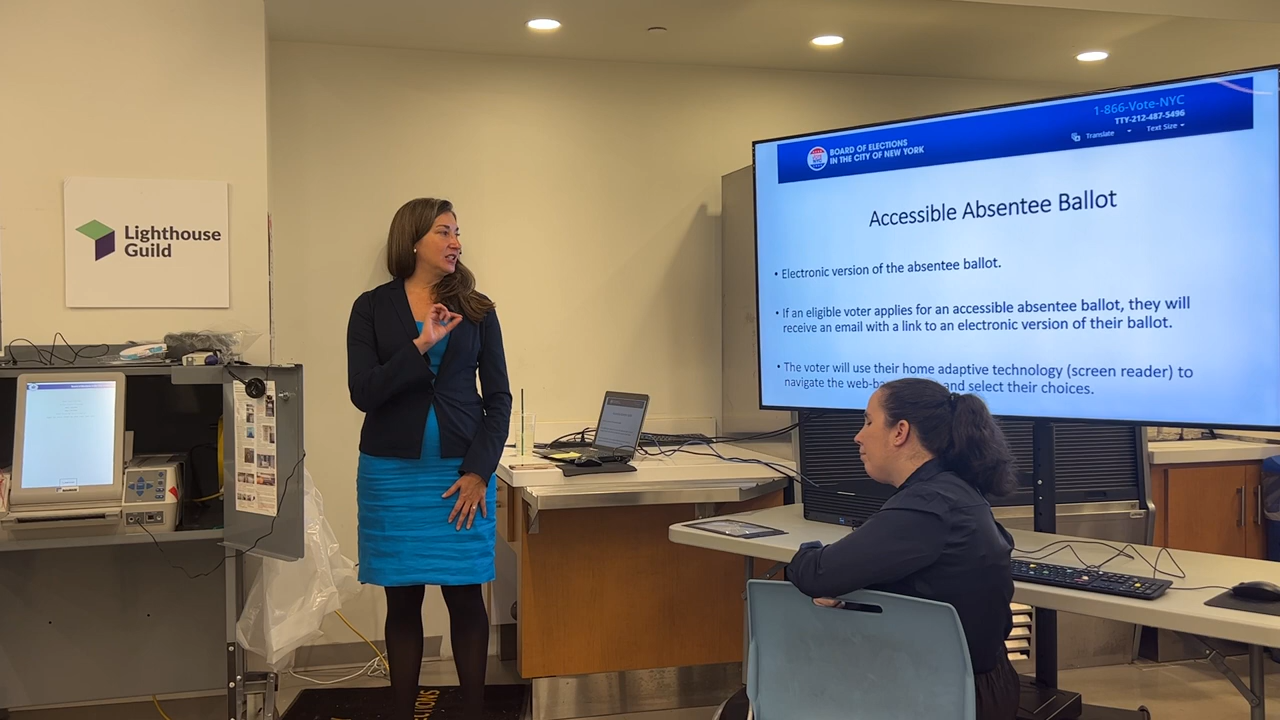 Lighthouse
Guild
1-866-Vote-NYC
TTY-212-487-5496
Translate
Text Size
BOARD OF ELECTIONS
IN THE CITY OF NEW YORK
Accessible Absentee Ballot
• Electronic version of the absentee ballot.
• If an eligible voter applies for an accessible absentee ballot, they will
receive an email with a link to an electronic version of their ballot.
• The voter will use their home adaptive technology (screen reader) to
navigate the and select their choices.